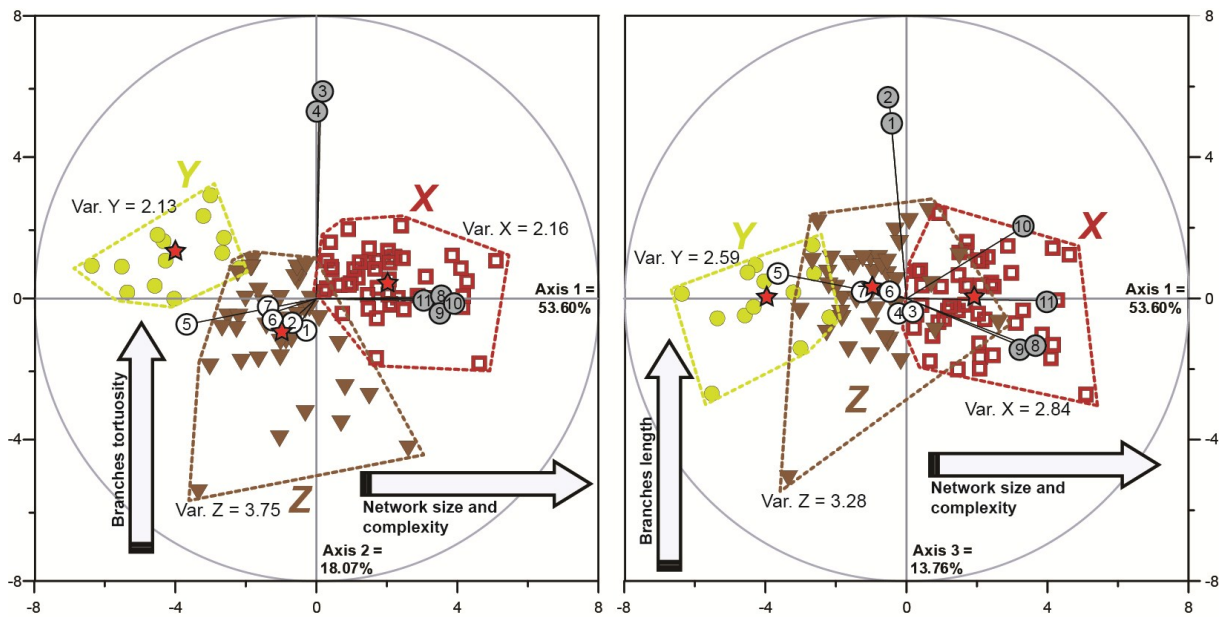 8
4
0
-4
-8
-8
-4
0
4
8
Y
X
Z
Var. Y = 2.13
Var. X = 2.16
Var. Z = 3.75
Axis 1 =
53.60%
Axis 2 =
18.07%
3
4
5
7
6
2
1
11
8
9
10
Branches tortuosity
Network size and
complexity
8
4
0
-4
-8
-8
-4
0
4
8
Y
X
Z
Var. Y = 2.59
Var. X = 2.84
Var. Z = 3.28
Axis 1 =
53.60%
Axis 3 =
13.76%
2
1
10
5
7
6
4
3
11
9
8
Branches length
Network size and
complexity